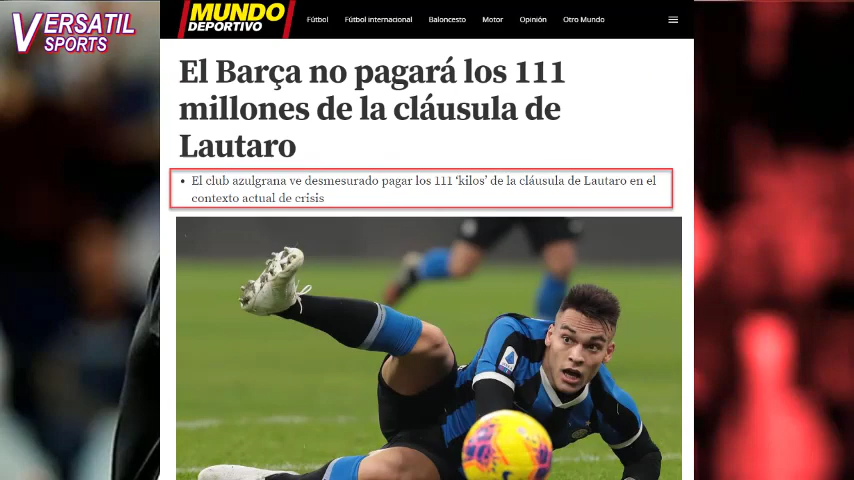 VERSATIL
SPORTS
MUNDO
DEPORTIVO
Fútbol Fútbol internacional Baloncesto Motor Opinión Otro Mundo
El Barça no pagará los 111
millones de la cláusula de
Lautaro
• El club azulgrana ve desmesurado pagar los 111 ‘kilos’ de la cláusula de Lautaro en el
contexto actual de crisis